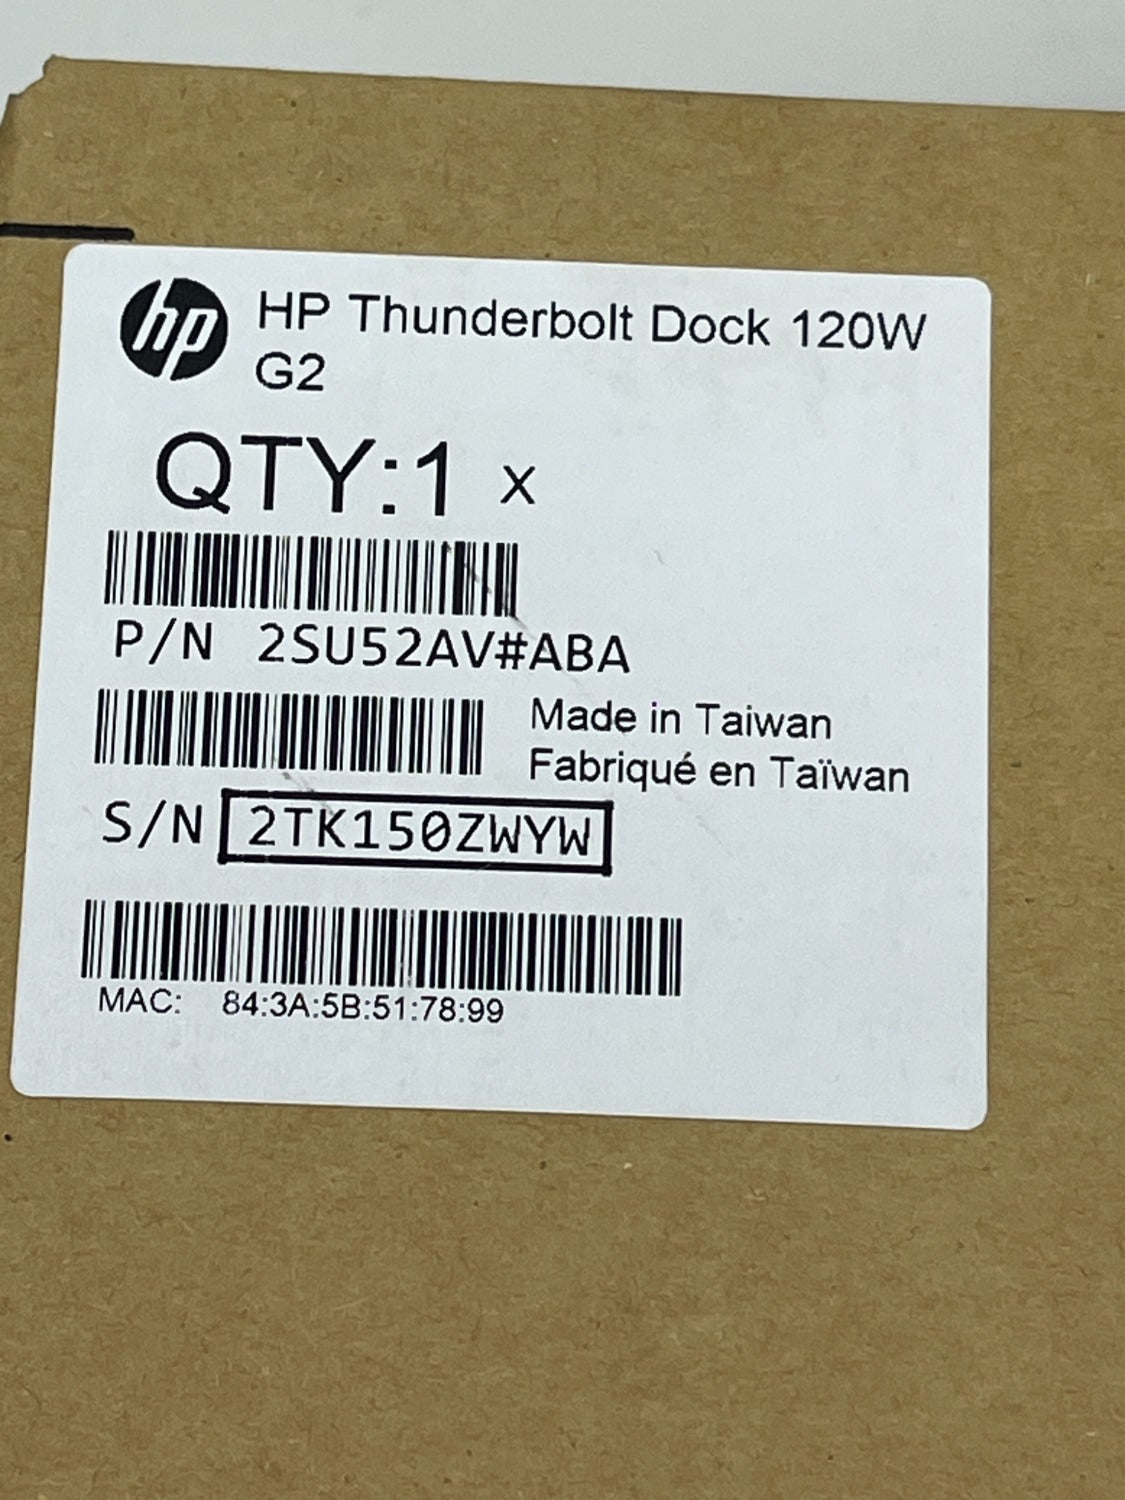 hp
HP Thunderbolt Dock 120W
G2
QTY:1 x
P/N 2SU52AV#ABA
Made in Taiwan
Fabriqué en Taïwan
S/N 2TK150ZWYW
MAC: 84:3A:5B:51:78:99